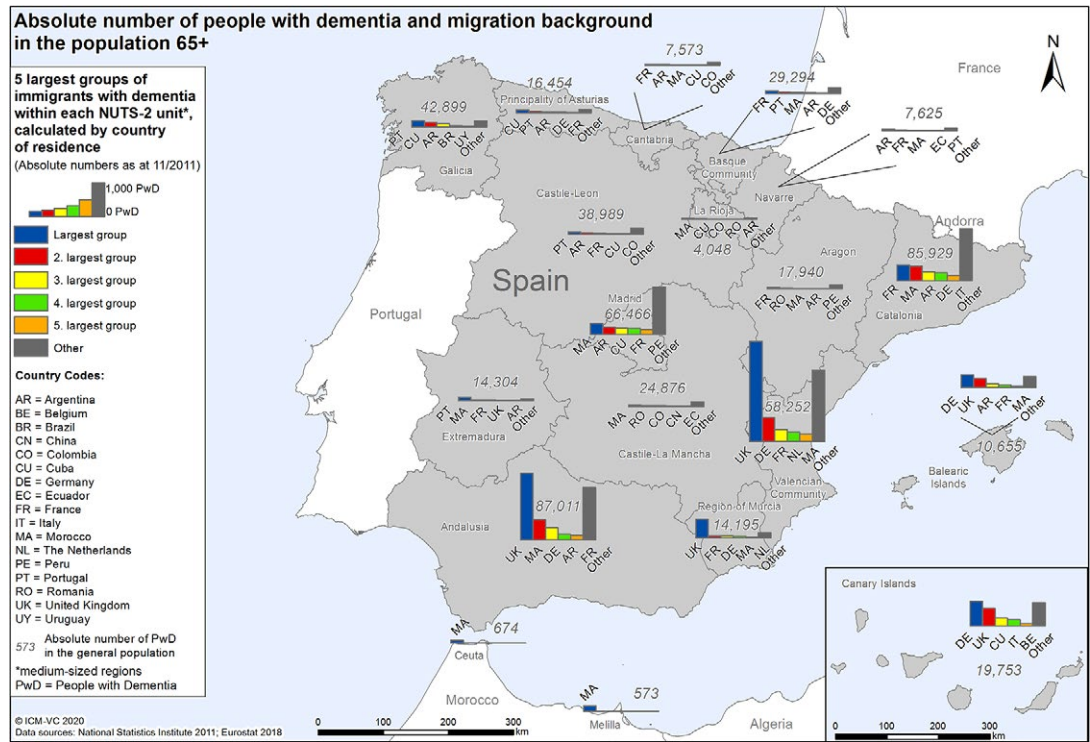 Absolute number of people with dementia and migration background
in the population 65+
5 largest groups of
immigrants with dementia
within each NUTS-2 unit*,
calculated by country
of residence
(Absolute numbers as at 11/2011)
1,000 PwD
0 PwD
Largest group
2. largest group
3. largest group
4. largest group
5. largest group
Other
Country Codes:
AR = Argentina
BE = Belgium
BR = Brazil
CN = China
CO = Colombia
CU = Cuba
DE = Germany
EC = Ecuador
FR = France
IT = Italy
MA = Morocco
NL = The Netherlands
PE = Peru
PT = Portugal
RO = Romania
UK = United Kingdom
UY = Uruguay
573 Absolute number of PwD
in the general population
*medium-sized regions
PwD = People with Dementia
© ICM-VC 2020
Data sources: National Statistics Institute 2011; Eurostat 2018
N
France
7,573
FR AR MA CU CO Other
Cantabria
29,294
FR PT MA AR DE Other
Basque
Community
7,625
AR FR MA EC PT Other
Navarre
16,454
Principality of Asturias
CU PT AR DE FR Other
42,899
PT CU AR BR UY Other
Galicia
Castile-Leon
38,989
PT AR FR CU CO Other
La Rioja
MA CU CO RO AR Other
4,048
Andorra
85,929
FR MA AR DE IT Other
Catalonia
Aragon
17,940
FR RO MA AR PE Other
Spain
Portugal
Madrid
66,466
MA AR CU FR PE Other
14,304
PT MA FR UK AR Other
Extremadura
24,876
MA RO CO CN EC Other
Castile-La Mancha
58,252
UK DE FR NL MA Other
Valencian
Community
DE UK AR FR MA Other
10,655
Balearic
Islands
Andalusia
87,011
UK MA DE AR FR Other
Region of Murcia
14,195
UK FR DE MA NL Other
Canary Islands
DE UK CU IT BE Other
19,753
0 100 200 300
km
MA 674
Ceuta
MA 573
Melilla
Morocco
Algeria
0 100 200 300
km